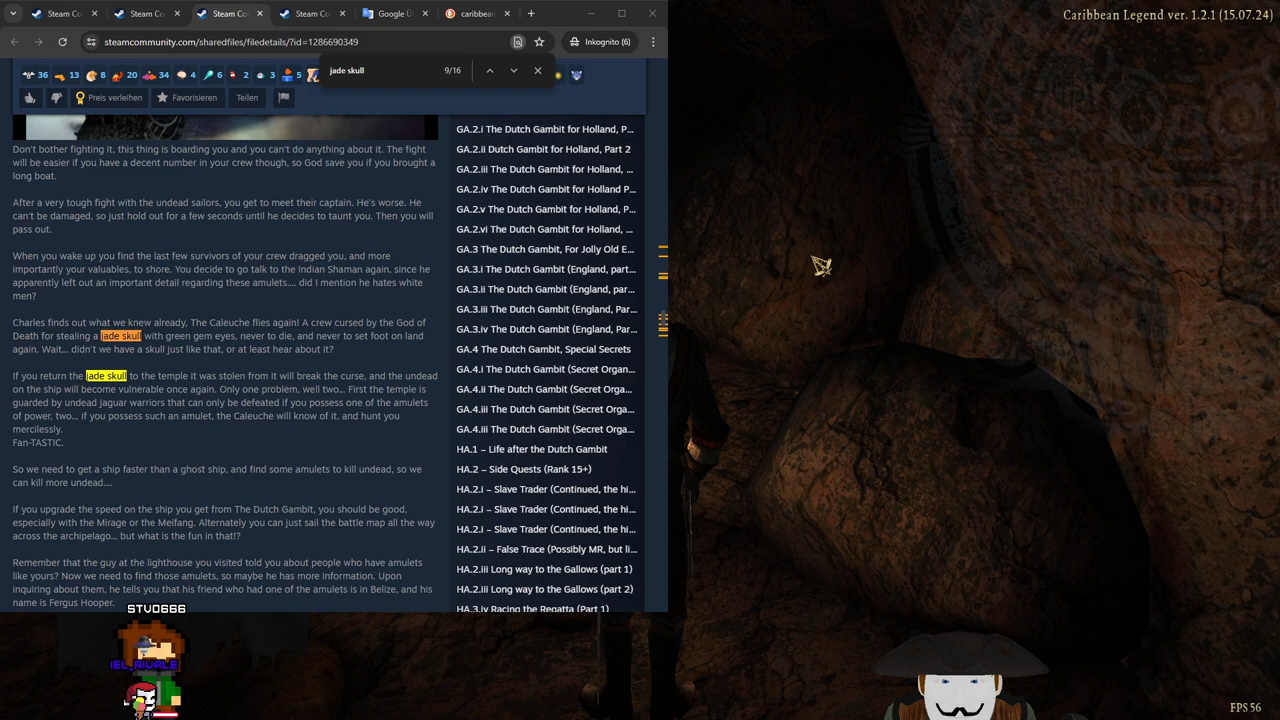 Steam Co
Steam Co
Steam Co
Steam Co
Google Ü
caribbean
steamcommunity.com/sharedfiles/filedetails/?id=1286690349
Inkognito (6)
jade skull
9/16
36 13 8 20 34 4 6 2 3 5
Preis verleihen
Favorisieren
Teilen
Don't bother fighting it, this thing is boarding you and you can't do anything about it. The fight
will be easier if you have a decent number in your crew though, so God save you if you brought a
long boat.
After a very tough fight with the undead sailors, you get to meet their captain. He's worse. He
can't be damaged, so just hold out for a few seconds until he decides to taunt you. Then you will
pass out.
When you wake up you find the last few survivors of your crew dragged you, and more
importantly your valuables, to shore. You decide to go talk to the Indian Shaman again, since he
apparently left out an important detail regarding these amulets.... did I mention he hates white
men?
Charles finds out what we knew already, The Caleuche flies again! A crew cursed by the God of
Death for stealing a jade skull with green gem eyes, never to die, and never to set foot on land
again. Wait... didn't we have a skull just like that, or at least hear about it?
If you return the jade skull to the temple it was stolen from it will break the curse, and the undead
on the ship will become vulnerable once again. Only one problem, well two... First the temple is
guarded by undead jaguar warriors that can only be defeated if you possess one of the amulets
of power, two... if you possess such an amulet, the Caleuche will know of it, and hunt you
mercilessly.
Fan-TASTIC.
So we need to get a ship faster than a ghost ship, and find some amulets to kill undead, so we
can kill more undead....
If you upgrade the speed on the ship you get from The Dutch Gambit, you should be good,
especially with the Mirage or the Meifang. Alternately you can just sail the battle map all the way
across the archipelago... but what is the fun in that!?
Remember that the guy at the lighthouse you visited told you about people who have amulets
like yours? Now we need to find those amulets, so maybe he has more information. Upon
inquiring about them, he tells you that his friend who had one of the amulets is in Belize, and his
name is Fergus Hooper.
GA.2.i The Dutch Gambit for Holland, P...
GA.2.ii Dutch Gambit for Holland, Part 2
GA.2.iii The Dutch Gambit for Holland, ...
GA.2.iv The Dutch Gambit for Holland P...
GA.2.v The Dutch Gambit for Holland, P...
GA.2.vi The Dutch Gambit for Holland, ...
GA.3 The Dutch Gambit, For Jolly Old E...
GA.3.i The Dutch Gambit (England, part...
GA.3.ii The Dutch Gambit (England, par...
GA.3.iii The Dutch Gambit (England, Par...
GA.3.iv The Dutch Gambit (England, Par...
GA.4 The Dutch Gambit, Special Secrets
GA.4.i The Dutch Gambit (Secret Organ...
GA.4.ii The Dutch Gambit (Secret Orga...
GA.4.iii The Dutch Gambit (Secret Orga...
GA.4.iii The Dutch Gambit (Secret Orga...
HA.1 – Life after the Dutch Gambit
HA.2 – Side Quests (Rank 15+)
HA.2.i – Slave Trader (Continued, the hi...
HA.2.i – Slave Trader (Continued, the hi...
HA.2.i – Slave Trader (Continued, the hi...
HA.2.ii – False Trace (Possibly MR, but li...
HA.2.iii Long way to the Gallows (part 1)
HA.2.iii Long way to the Gallows (part 2)
HA.3.iv Racing the Regatta (Part 1)
Caribbean Legend ver. 1.2.1 (15.07.24)
STVO666
IEL_RIVALE
FPS 56